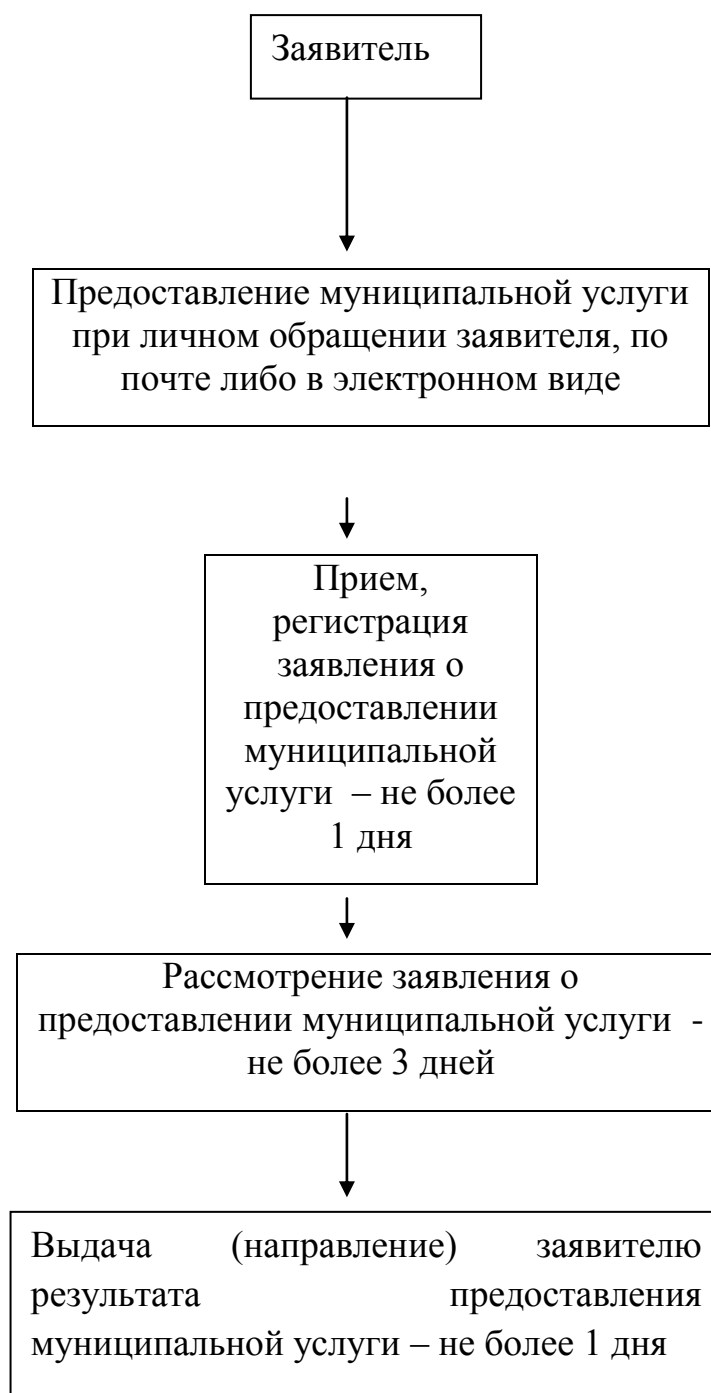 Заявитель
Предоставление муниципальной услуги
при личном обращении заявителя, по
почте либо в электронном виде
Прием,
регистрация
заявления о
предоставлении
муниципальной
услуги – не более
1 дня
Рассмотрение заявления о
предоставлении муниципальной услуги -
не более 3 дней
Выдача (направление) заявителю
результата предоставления
муниципальной услуги – не более 1 дня